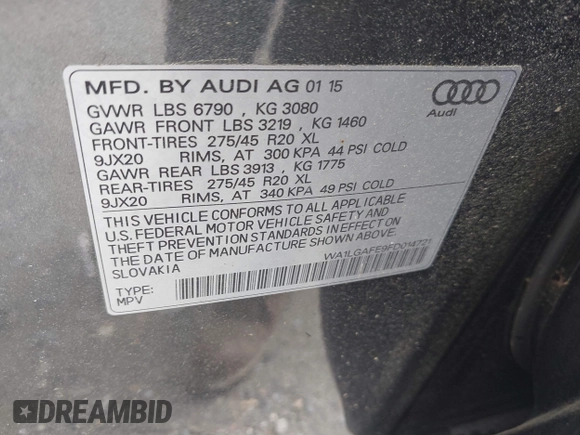 MFD. BY AUDI AG 01 15
GVWR LBS 6790 , KG 3080
GAWR FRONT LBS 3219 , KG 1460
FRONT-TIRES 275/45 R20 XL
9JX20 RIMS, AT 300 KPA 44 PSI COLD
GAWR REAR LBS 3913 , KG 1775
REAR-TIRES 275/45 R20 XL
9JX20 RIMS, AT 340 KPA 49 PSI COLD
THIS VEHICLE CONFORMS TO ALL APPLICABLE
U.S. FEDERAL MOTOR VEHICLE SAFETY AND
THEFT PREVENTION STANDARDS IN EFFECT ON
THE DATE OF MANUFACTURE SHOWN ABOVE.
SLOVAKIA
TYPE:
MPV
Audi
DREAMBID